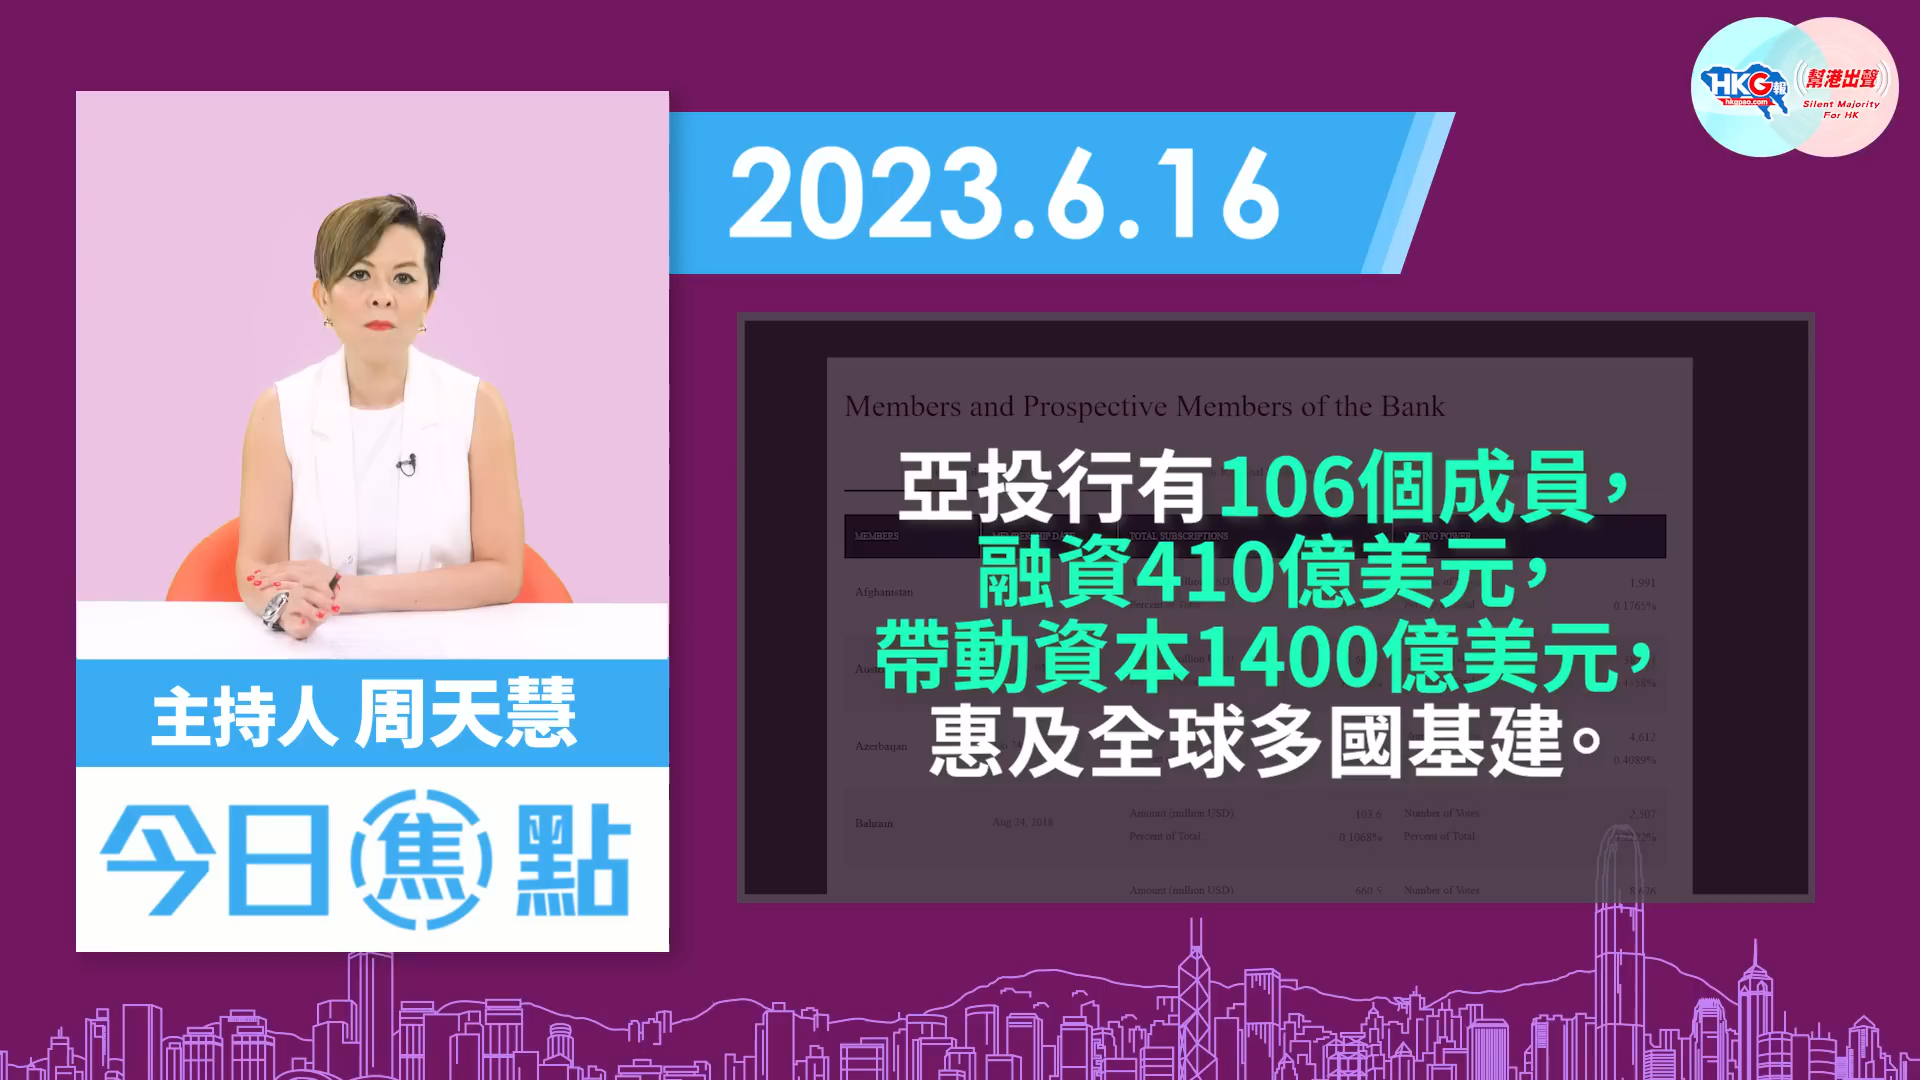 HKG報
hkgpao.com
幫港出聲
Silent Majority
For HK
2023.6.16
Members and Prospective Members of the Bank
亞投行有106個成員，
融資410億美元，
帶動資本1400億美元，
惠及全球多國基建。
MEMBERS
TOTAL SUBSCRIPTIONS
Afghanistan
1,991
0.1765%
Azerbaijan
4,612
0.4089%
Bahrain
Aug 24, 2018
Amount (million USD)
103.6
Number of Votes
2,507
Percent of Total
0.1068%
Percent of Total
Amount (million USD)
660.5
Number of Votes
主持人 周天慧
今日焦點